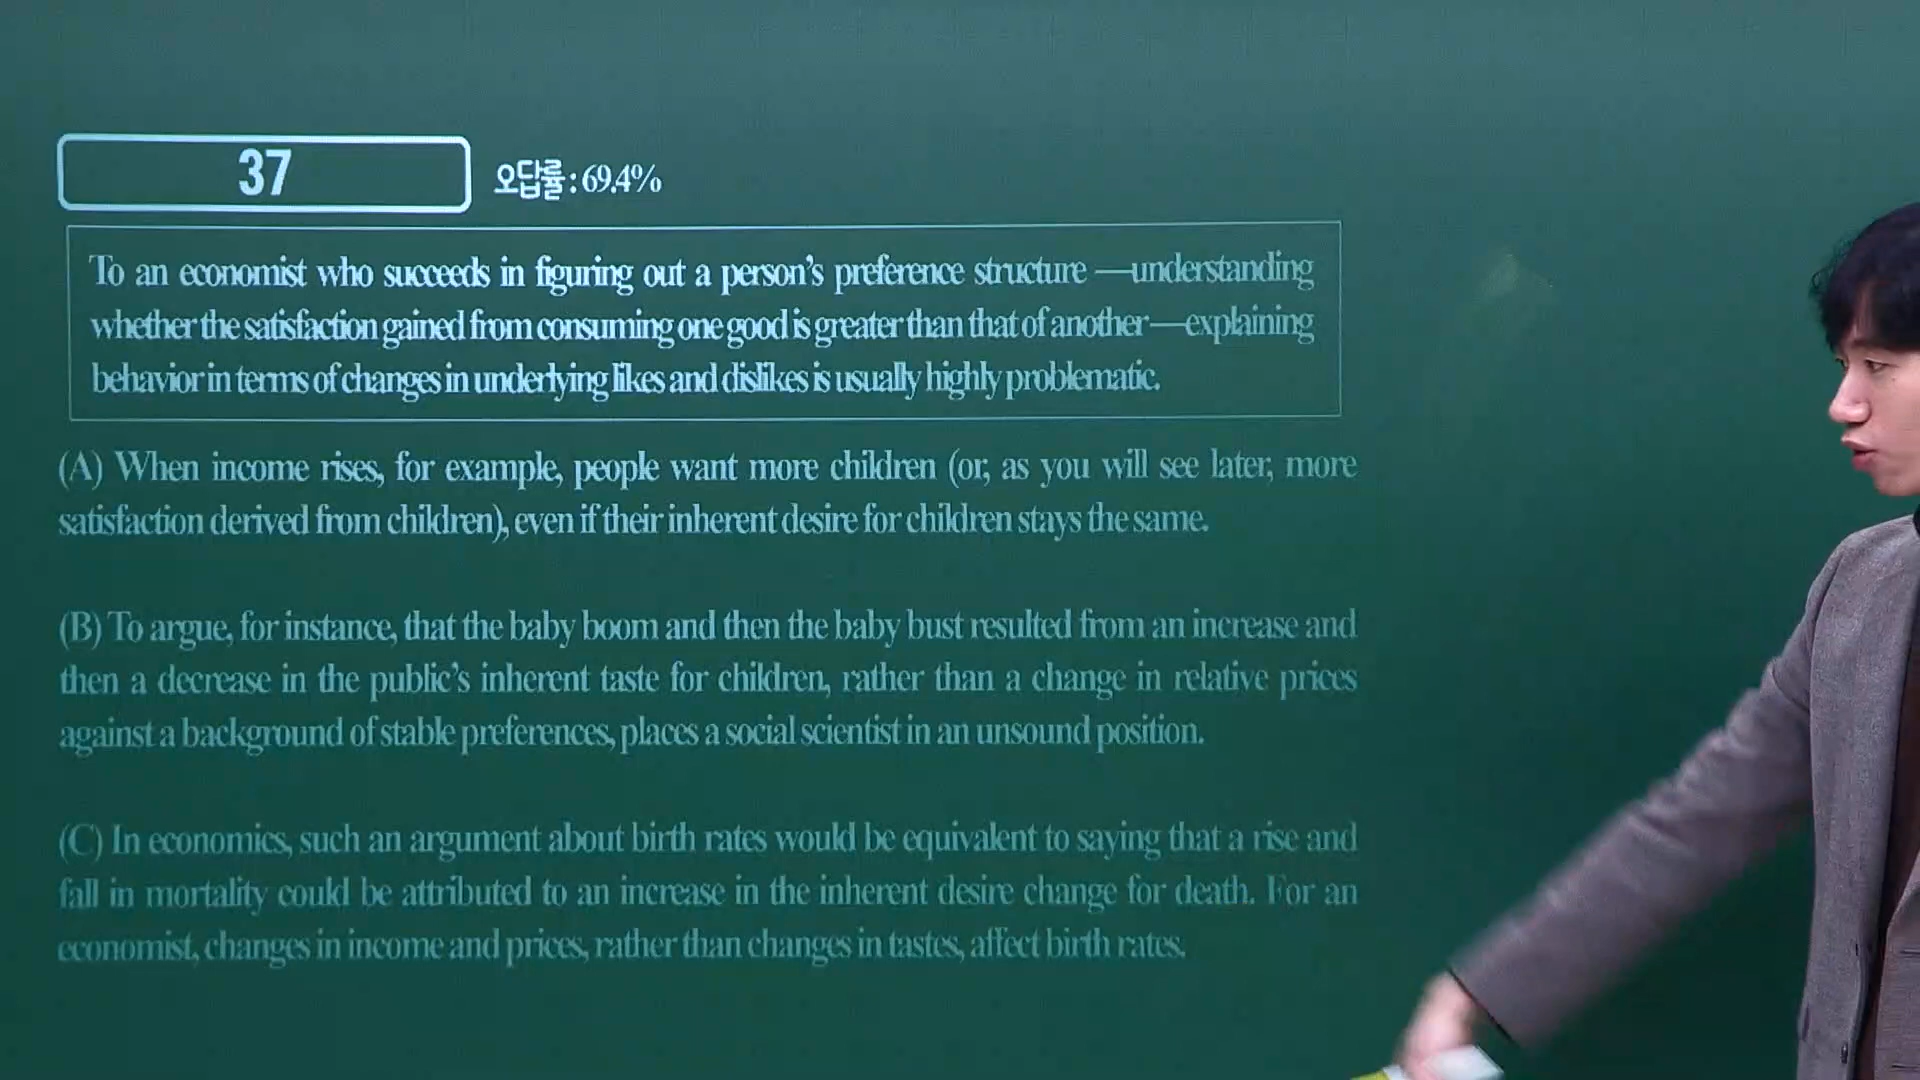 37
오답률 : 69.4%
To an economist who succeeds in figuring out a person's preference structure —understanding
whether the satisfaction gained from consuming one good is greater than that of another—explaining
behavior in terms of changes in underlying likes and dislikes is usually highly problematic.
(A) When income rises, for example, people want more children (or, as you will see later, more
satisfaction derived from children), even if their inherent desire for children stays the same.
(B) To argue, for instance, that the baby boom and then the baby bust resulted from an increase and
then a decrease in the public's inherent taste for children, rather than a change in relative prices
against a background of stable preferences, places a social scientist in an unsound position.
(C) In economics, such an argument about birth rates would be equivalent to saying that a rise and
fall in mortality could be attributed to an increase in the inherent desire change for death. For an
economist, changes in income and prices, rather than changes in tastes, affect birth rates.